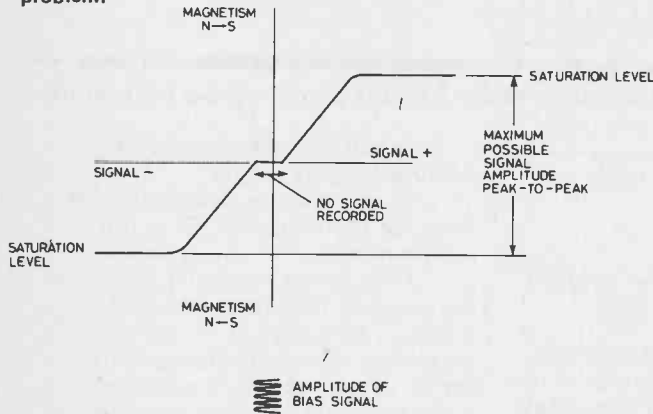 problem.
MAGNETISM
N→S
SATURATION LEVEL
MAXIMUM
POSSIBLE
SIGNAL
AMPLITUDE
PEAK-TO-PEAK
SIGNAL +
SIGNAL −
NO SIGNAL
RECORDED
SATURATION
LEVEL
MAGNETISM
N←S
AMPLITUDE OF
BIAS SIGNAL